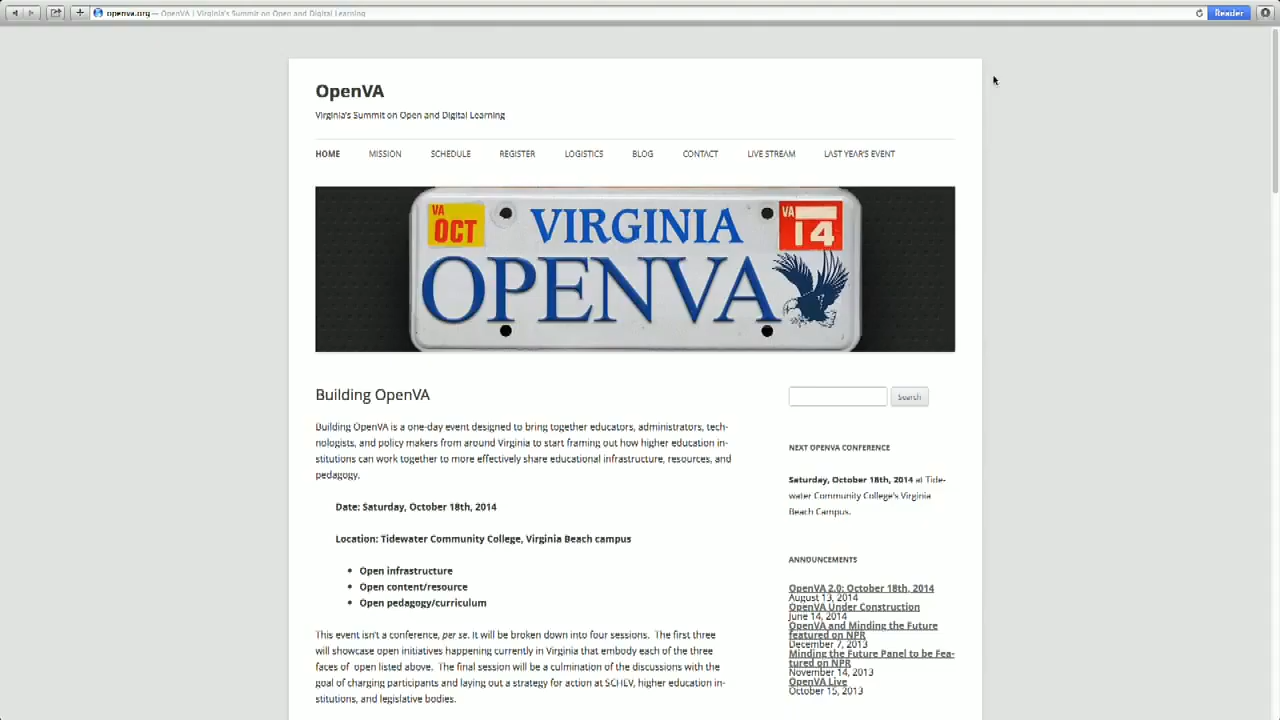 openva.org — OpenVA | Virginia's Summit on Open and Digital Learning
Reader
OpenVA
Virginia's Summit on Open and Digital Learning
HOME MISSION SCHEDULE REGISTER LOGISTICS BLOG CONTACT LIVE STREAM LAST YEAR'S EVENT
VA OCT
VIRGINIA
VA 14
OPENVA
Building OpenVA
Building OpenVA is a one-day event designed to bring together educators, administrators, tech-
nologists, and policy makers from around Virginia to start framing out how higher education in-
stitutions can work together to more effectively share educational infrastructure, resources, and
pedagogy.
Date: Saturday, October 18th, 2014
Location: Tidewater Community College, Virginia Beach campus
Open infrastructure
Open content/resource
Open pedagogy/curriculum
This event isn't a conference, per se. It will be broken down into four sessions. The first three
will showcase open initiatives happening currently in Virginia that embody each of the three
faces of open listed above. The final session will be a culmination of the discussions with the
goal of charging participants and laying out a strategy for action at SCHEV, higher education in-
stitutions, and legislative bodies.
Search
NEXT OPENVA CONFERENCE
Saturday, October 18th, 2014 at Tide-
water Community College's Virginia
Beach Campus.
ANNOUNCEMENTS
OpenVA 2.0: October 18th, 2014
August 13, 2014
OpenVA Under Construction
June 14, 2014
OpenVA and Minding the Future
featured on NPR
December 7, 2013
Minding the Future Panel to be Fea-
tured on NPR
November 14, 2013
OpenVA Live
October 15, 2013